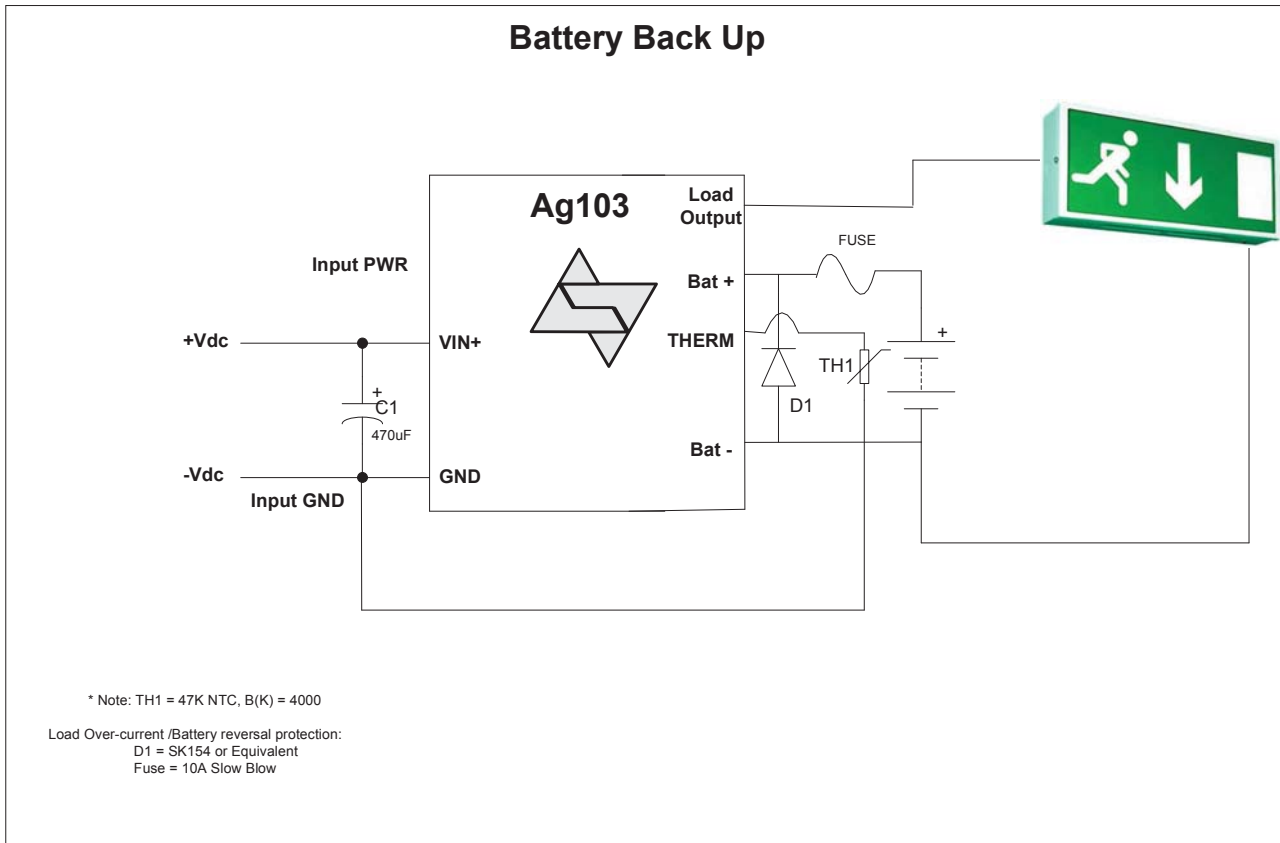 Battery Back Up
Ag103
Load
Output
FUSE
Input PWR
Bat +
+Vdc
VIN+
THERM
+
+
C1
470uF
TH1
D1
Bat -
-Vdc
GND
Input GND
* Note: TH1 = 47K NTC, B(K) = 4000
Load Over-current /Battery reversal protection:
D1 = SK154 or Equivalent
Fuse = 10A Slow Blow